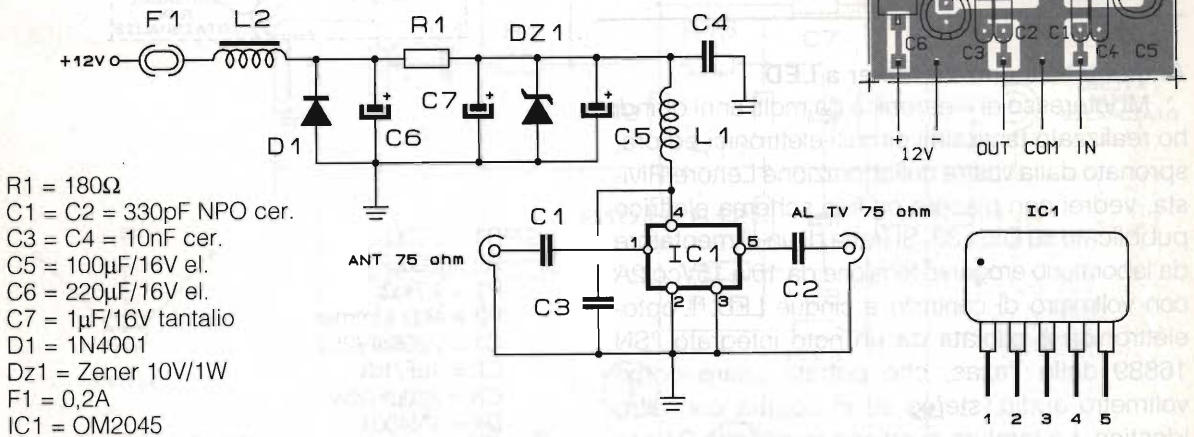 F1
L2
R1
DZ1
C4
+12V
D1
C6
C7
C5
L1
R1 = 180Ω
C1 = C2 = 330pF NPO cer.
C3 = C4 = 10nF cer.
C5 = 100µF/16V el.
C6 = 220µF/16V el.
C7 = 1µF/16V tantalio
D1 = 1N4001
Dz1 = Zener 10V/1W
F1 = 0,2A
IC1 = OM2045
ANT 75 ohm
C1
C3
1
4
IC1
5
2
3
AL TV 75 ohm
C2
C6
C3
C2
C1
C4
C5
+
12V
OUT COM IN
IC1
1 2 3 4 5